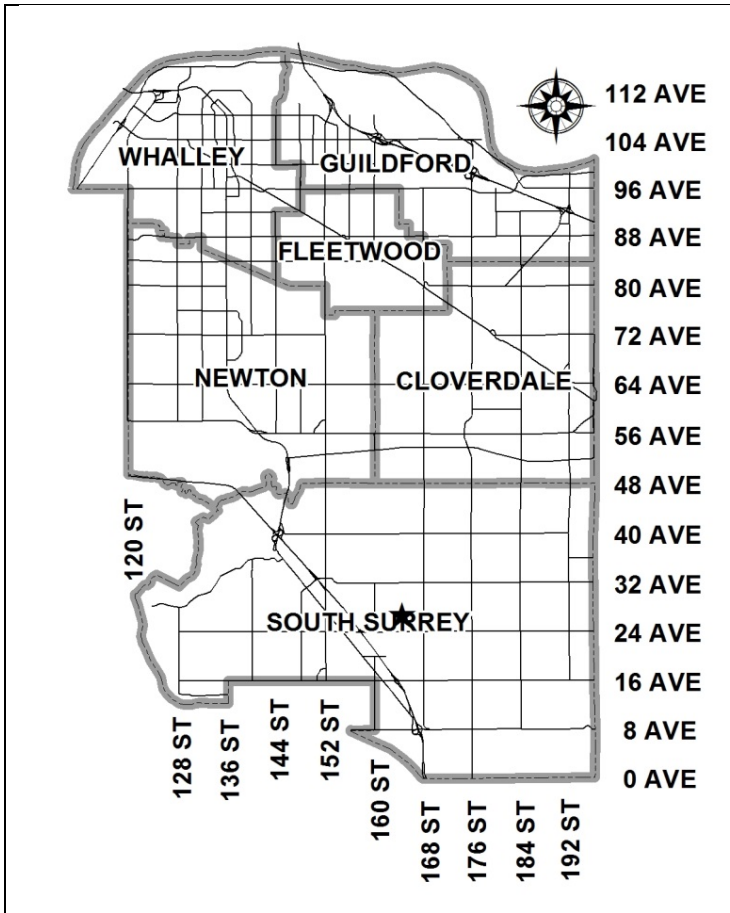 112 AVE
104 AVE
WHALLEY
GUILDFORD
96 AVE
88 AVE
FLEETWOOD
80 AVE
72 AVE
NEWTON
CLOVERDALE
64 AVE
56 AVE
48 AVE
120 ST
40 AVE
32 AVE
SOUTH SURREY
24 AVE
16 AVE
128 ST
136 ST
144 ST
152 ST
8 AVE
160 ST
0 AVE
168 ST
176 ST
184 ST
192 ST